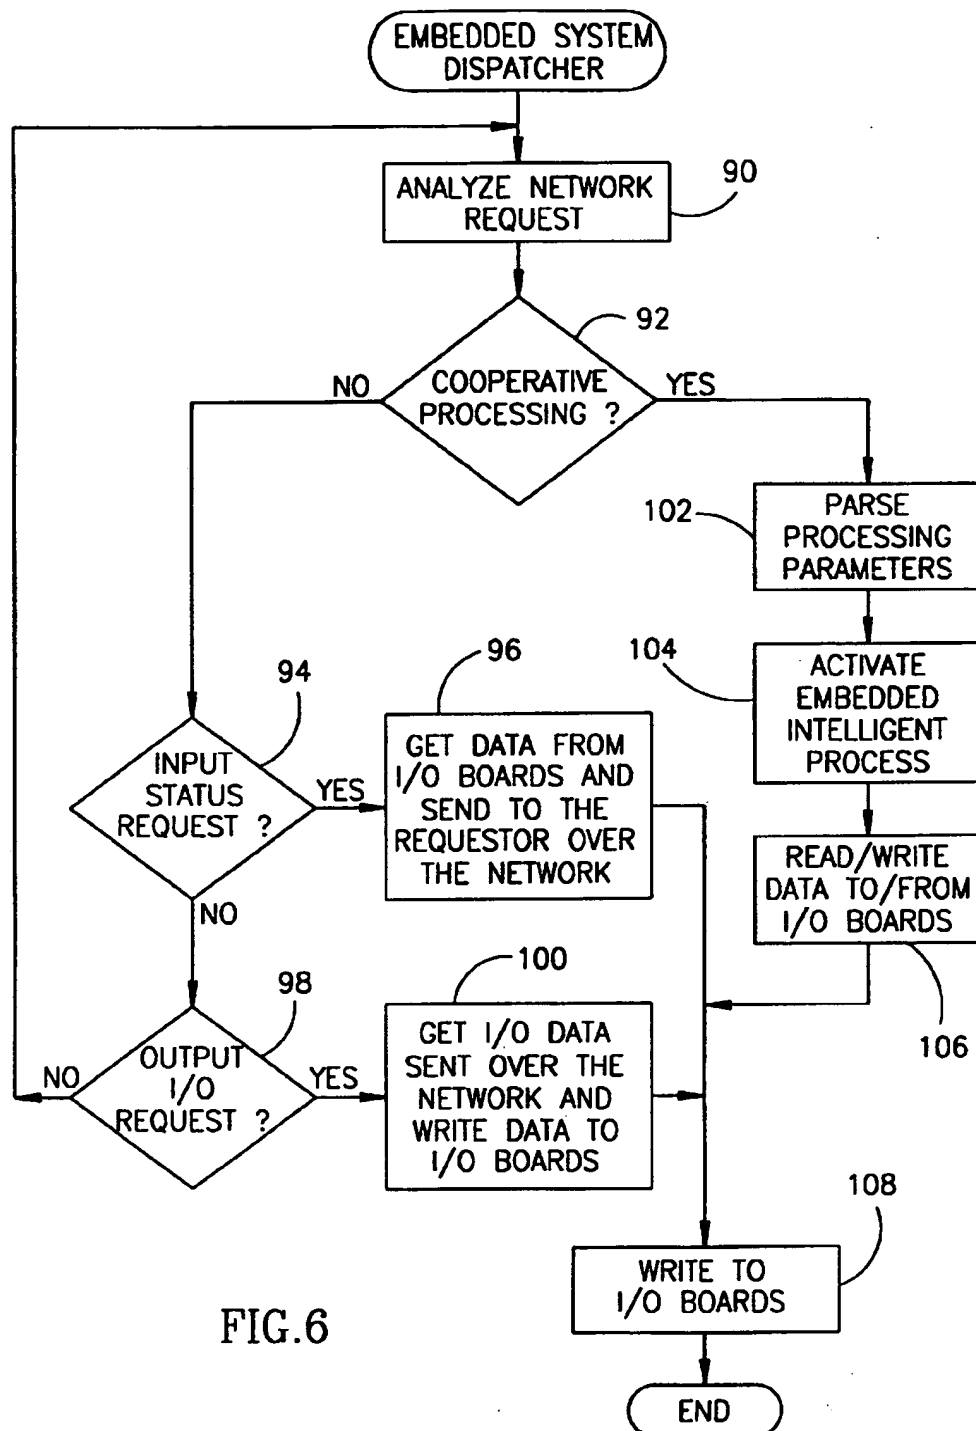 EMBEDDED SYSTEM
DISPATCHER
ANALYZE NETWORK
REQUEST
90
92
COOPERATIVE
PROCESSING ?
NO
YES
102
PARSE
PROCESSING
PARAMETERS
104
ACTIVATE
EMBEDDED
INTELLIGENT
PROCESS
94
INPUT
STATUS
REQUEST ?
YES
NO
96
GET DATA FROM
I/O BOARDS AND
SEND TO THE
REQUESTOR OVER
THE NETWORK
READ/WRITE
DATA TO/FROM
I/O BOARDS
106
98
OUTPUT
I/O
REQUEST ?
NO
YES
100
GET I/O DATA
SENT OVER THE
NETWORK AND
WRITE DATA TO
I/O BOARDS
108
WRITE TO
I/O BOARDS
END
FIG.6